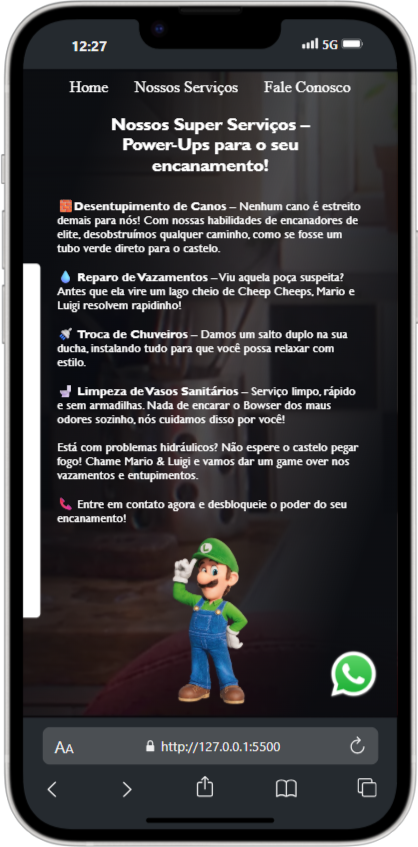 12:27
5G
Home Nossos Serviços Fale Conosco
Nossos Super Serviços –
Power-Ups para o seu
encanamento!
🧱 Desentupimento de Canos – Nenhum cano é estreito
demais para nós! Com nossas habilidades de encanadores de
elite, desobstruímos qualquer caminho, como se fosse um
tubo verde direto para o castelo.
💧 Reparo de Vazamentos – Viu aquela poça suspeita?
Antes que ela vire um lago cheio de Cheep Cheeps, Mario e
Luigi resolvem rapidinho!
🚿 Troca de Chuveiros – Damos um salto duplo na sua
ducha, instalando tudo para que você possa relaxar com
estilo.
🚽 Limpeza de Vasos Sanitários – Serviço limpo, rápido
e sem armadilhas. Nada de encarar o Bowser dos maus
odores sozinho, nós cuidamos disso por você!
Está com problemas hidráulicos? Não espere o castelo pegar
fogo! Chame Mario & Luigi e vamos dar um game over nos
vazamentos e entupimentos.
📞 Entre em contato agora e desbloqueie o poder do seu
encanamento!
L
AA http://127.0.0.1:5500